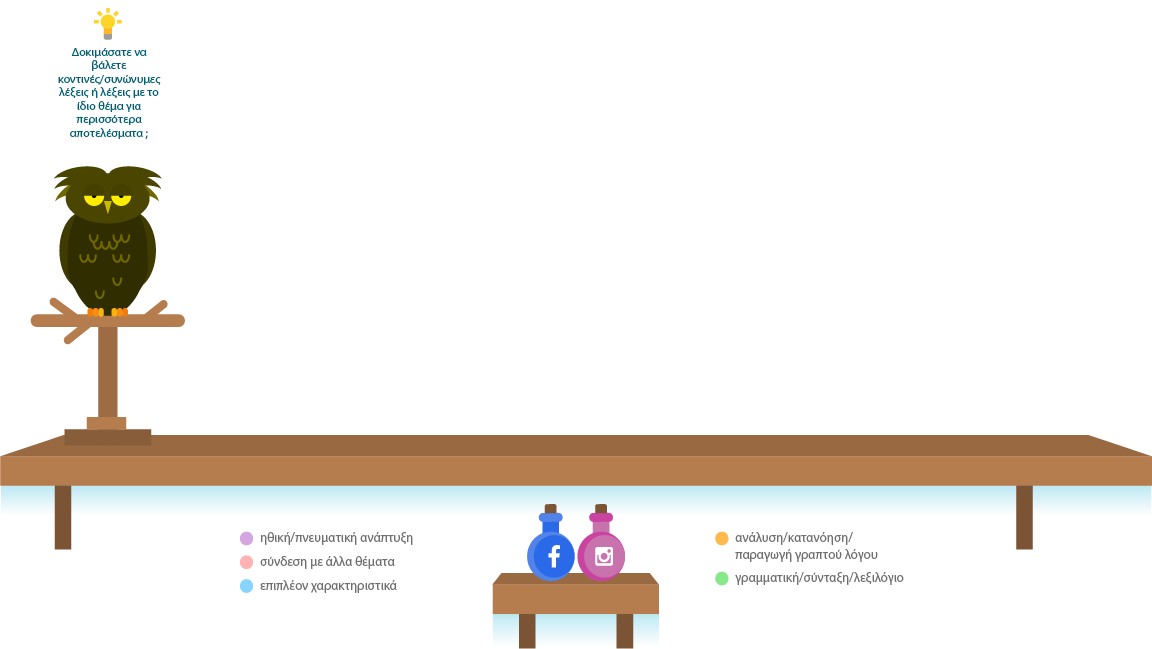 Δοκιμάσατε να
βάλετε
κοντινές/συνώνυμες
λέξεις ή λέξεις με το
ίδιο θέμα για
περισσότερα
αποτελέσματα ;
ηθική/πνευματική ανάπτυξη
σύνδεση με άλλα θέματα
επιπλέον χαρακτηριστικά
ανάλυση/κατανόηση/
παραγωγή γραπτού λόγου
γραμματική/σύνταξη/λεξιλόγιο